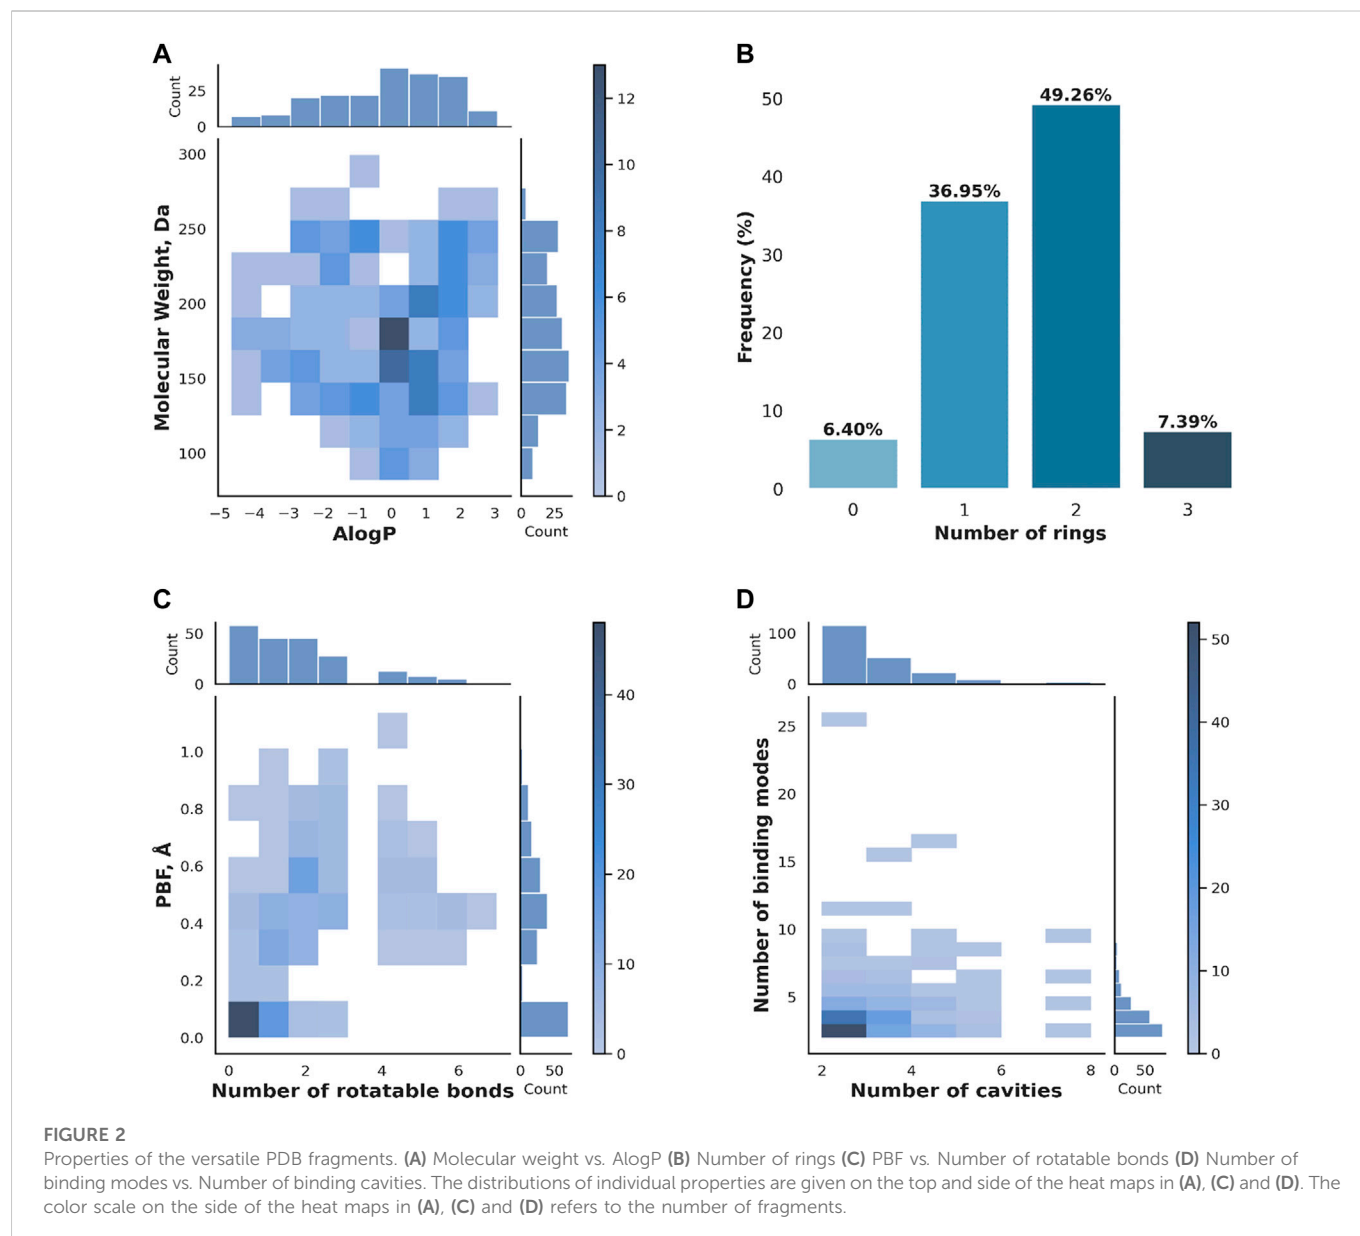 A
Count
25
0
300
250
200
150
100
Molecular Weight, Da
−5 −4 −3 −2 −1 0 1 2 3
AlogP
0 25
Count
12
10
8
6
4
2
0
B
50
40
30
20
10
0
Frequency (%)
6.40%
36.95%
49.26%
7.39%
0 1 2 3
Number of rings
C
Count
50
0
1.0
0.8
0.6
0.4
0.2
0.0
PBF, Å
0 2 4 6
Number of rotatable bonds
0 50
Count
40
30
20
10
0
D
Count
100
0
25
20
15
10
5
Number of binding modes
2 4 6 8
Number of cavities
0 50
Count
50
40
30
20
10
0
FIGURE 2
Properties of the versatile PDB fragments. (A) Molecular weight vs. AlogP (B) Number of rings (C) PBF vs. Number of rotatable bonds (D) Number of
binding modes vs. Number of binding cavities. The distributions of individual properties are given on the top and side of the heat maps in (A), (C) and (D). The
color scale on the side of the heat maps in (A), (C) and (D) refers to the number of fragments.